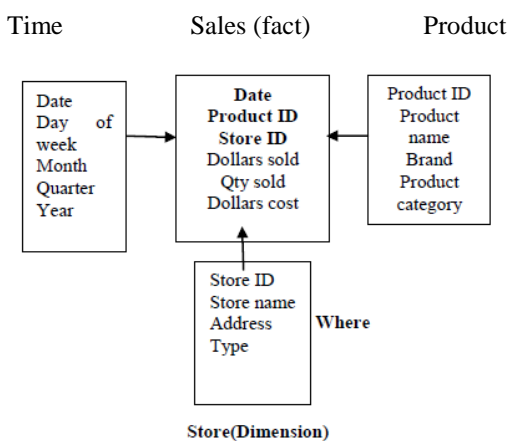 Time Sales (fact) Product
Date
Day of
week
Month
Quarter
Year
Date
Product ID
Store ID
Dollars sold
Qty sold
Dollars cost
Product ID
Product
name
Brand
Product
category
Store ID
Store name
Address
Type
Where
Store(Dimension)